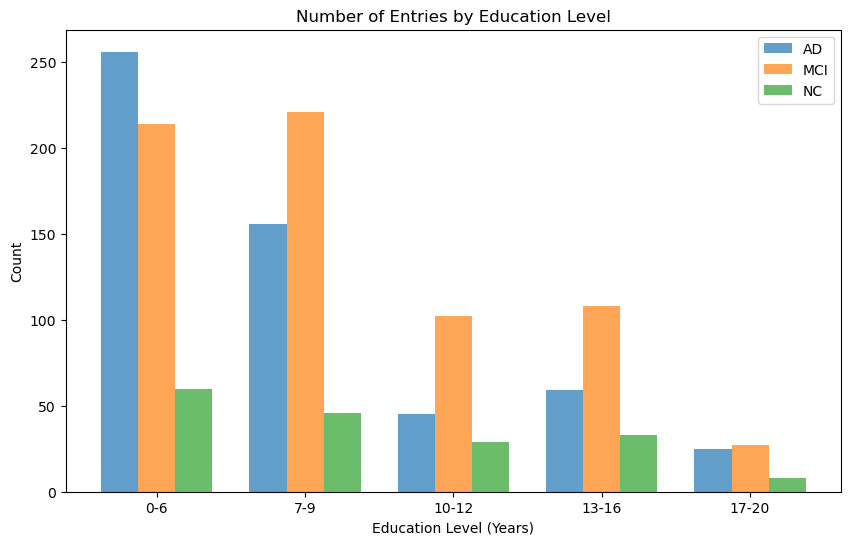 Number of Entries by Education Level
AD
MCI
NC
250
200
150
100
50
0
Count
0-6
7-9
10-12
13-16
17-20
Education Level (Years)